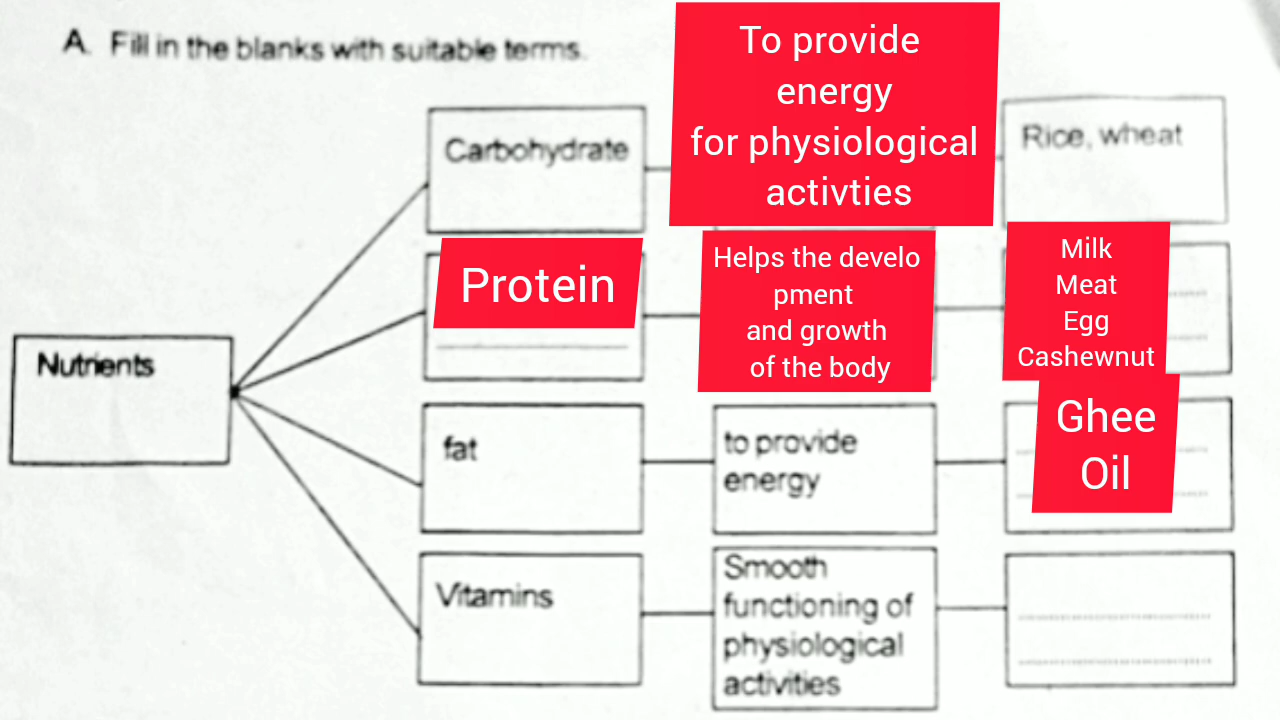 A. Fill in the blanks with suitable terms.
To provide
energy
for physiological
activties
Carbohydrate
Rice, wheat
Protein
Helps the develo
pment
and growth
of the body
Milk
Meat
Egg
Cashewnut
Nutrients
fat
to provide
energy
Ghee
Oil
Vitamins
Smooth
functioning of
physiological
activities